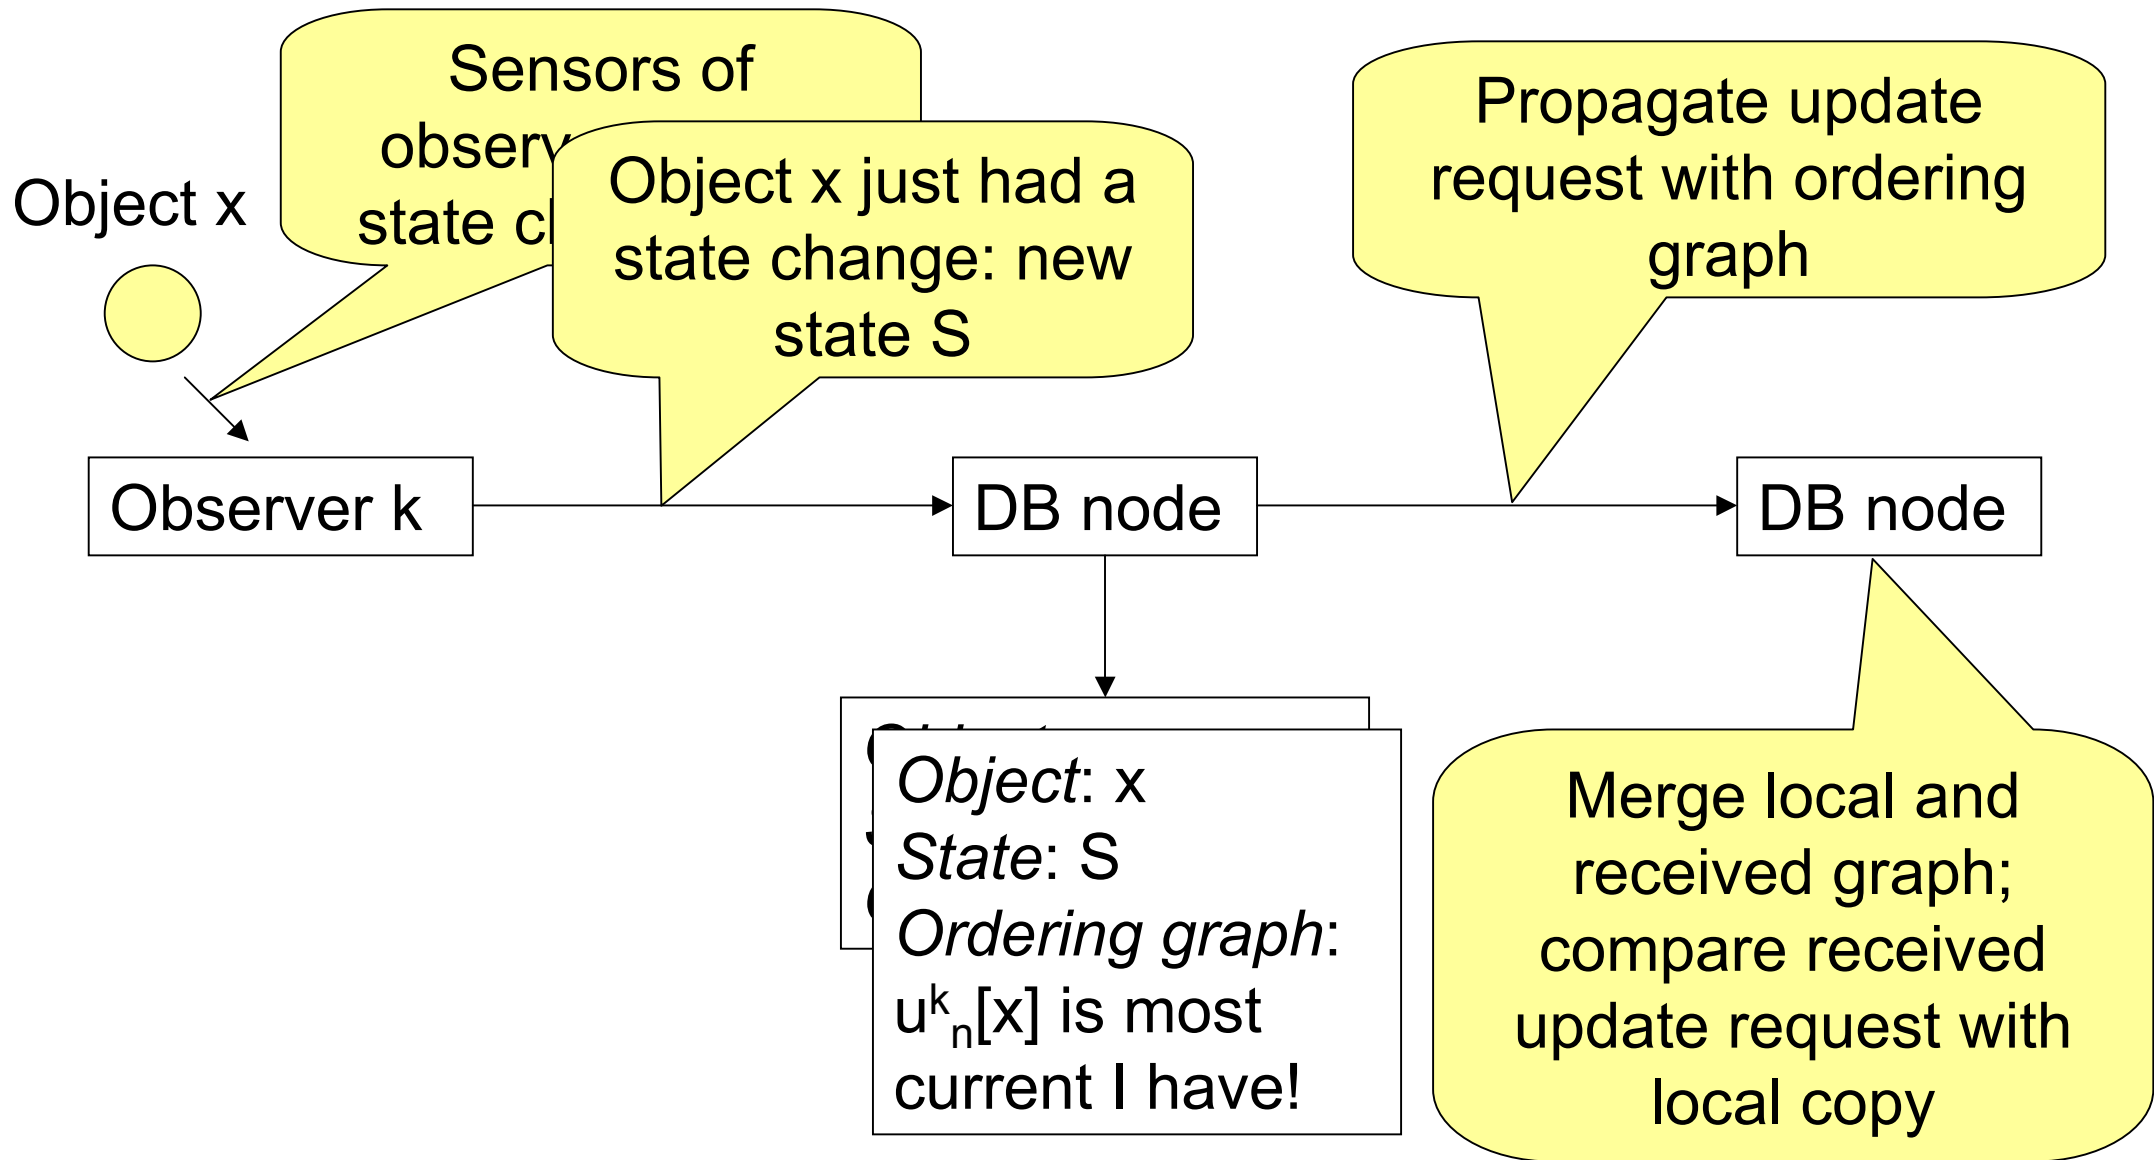 Sensors of
Object x
state
Object x just had a
state change: new
state S
Propagate update
request with ordering
graph
Observer k
DB node
DB node
Object: x
State: S
Ordering graph:
uᵏₙ[x] is most
current I have!
Merge local and
received graph;
compare received
update request with
local copy